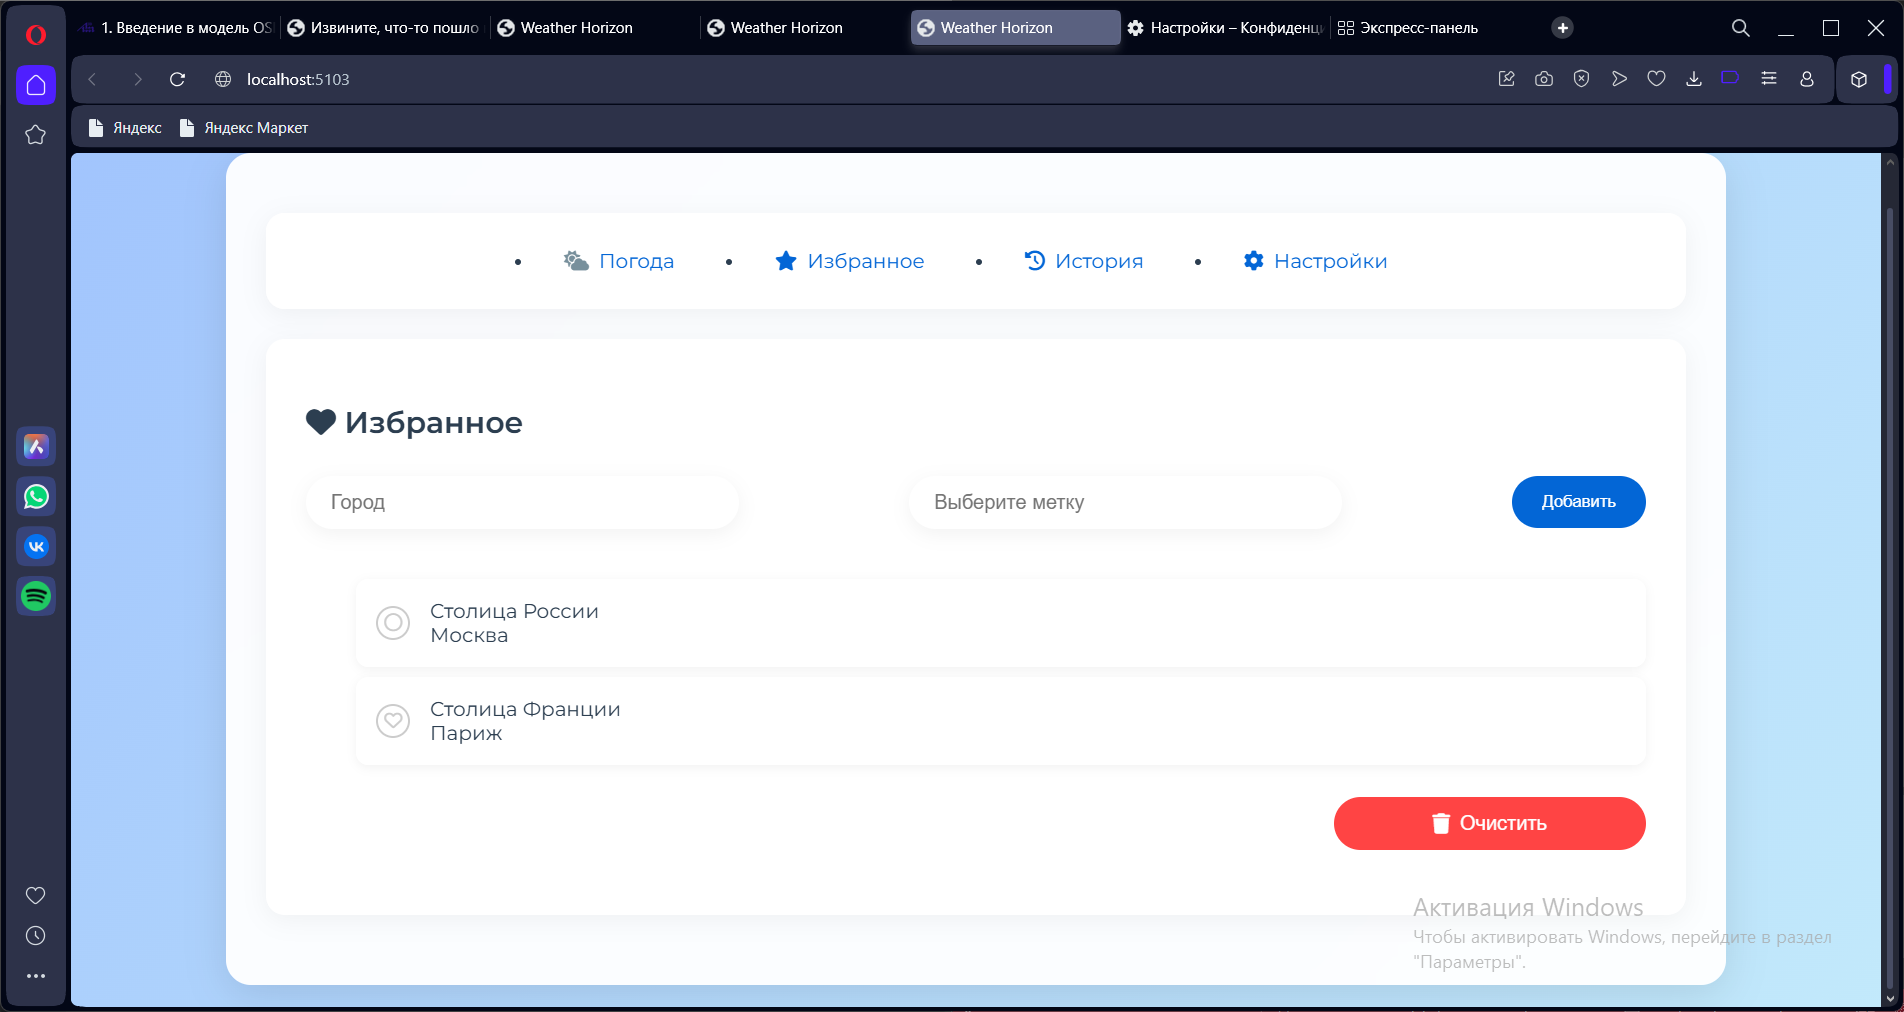 1. Введение в модель OS
Извините, что-то пошло
Weather Horizon
Weather Horizon
Weather Horizon
Настройки – Конфиденци
Экспресс-панель
localhost:5103
Яндекс
Яндекс Маркет
• Погода
• Избранное
• История
• Настройки
Избранное
Город
Выберите метку
Добавить
Столица России
Москва
Столица Франции
Париж
Очистить
Активация Windows
Чтобы активировать Windows, перейдите в раздел
"Параметры".